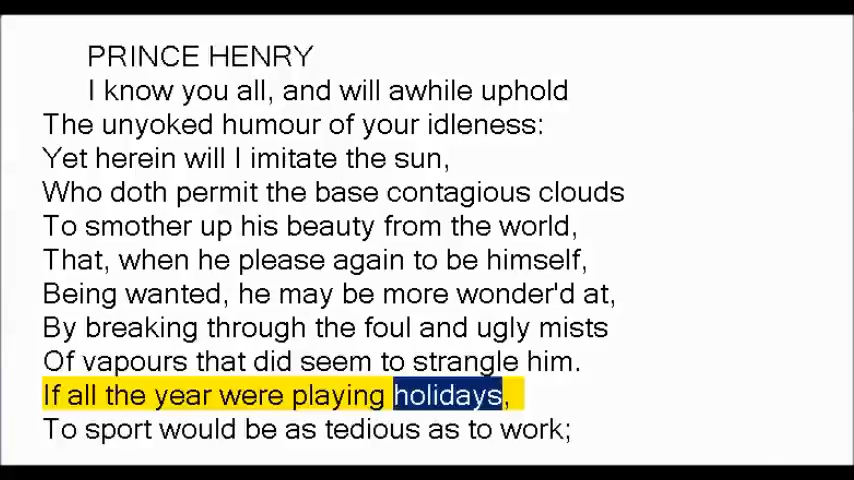 PRINCE HENRY
I know you all, and will awhile uphold
The unyoked humour of your idleness:
Yet herein will I imitate the sun,
Who doth permit the base contagious clouds
To smother up his beauty from the world,
That, when he please again to be himself,
Being wanted, he may be more wonder'd at,
By breaking through the foul and ugly mists
Of vapours that did seem to strangle him.
If all the year were playing holidays,
To sport would be as tedious as to work;